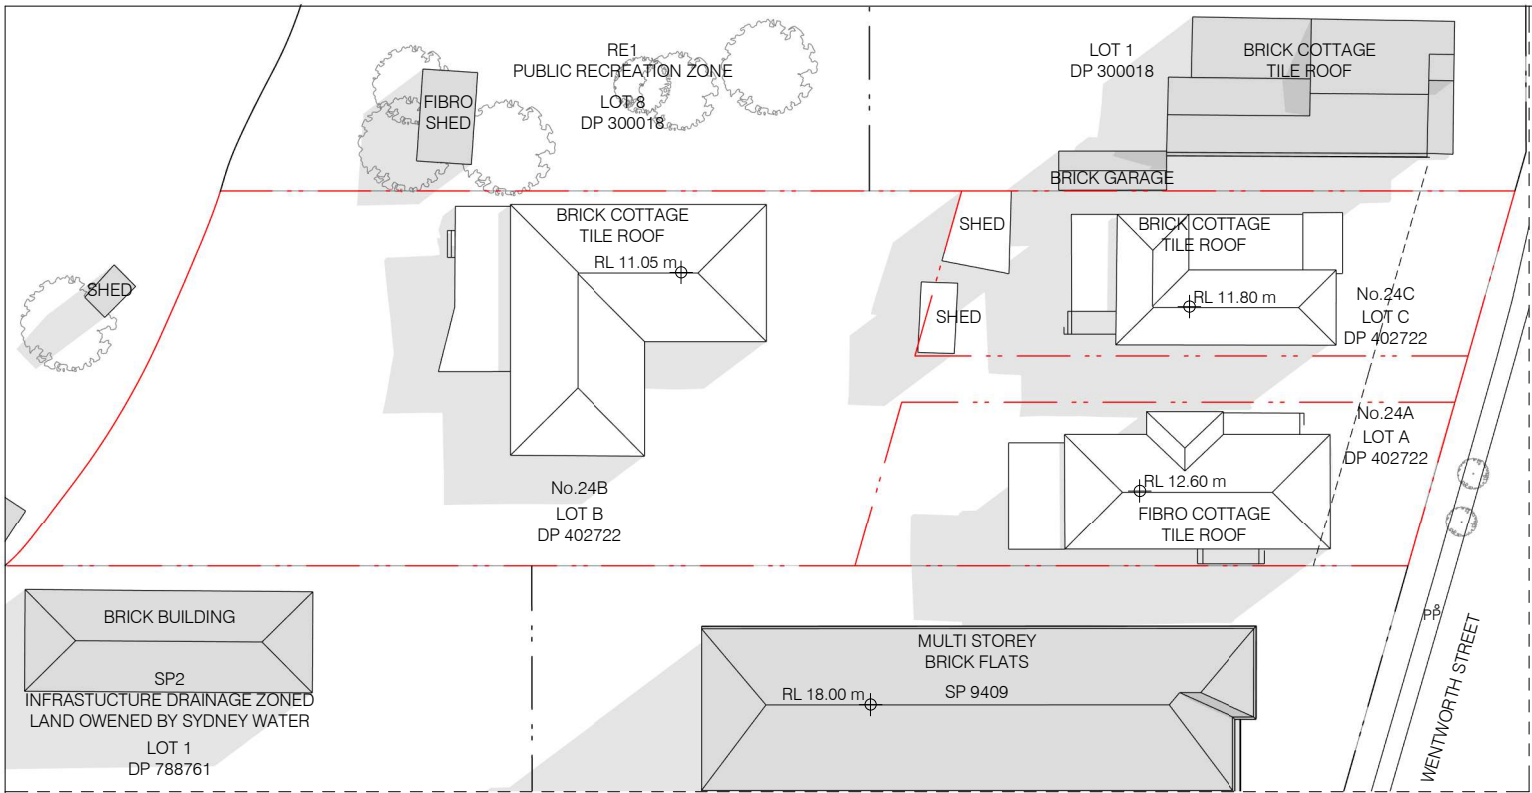 RE1
PUBLIC RECREATION ZONE
LOT 8
DP 300018
FIBRO
SHED
LOT 1
DP 300018
BRICK COTTAGE
TILE ROOF
BRICK GARAGE
BRICK COTTAGE
TILE ROOF
RL 11.05 m
SHED
BRICK COTTAGE
TILE ROOF
RL 11.80 m
SHED
SHED
No.24C
LOT C
DP 402722
No.24A
LOT A
DP 402722
RL 12.60 m
FIBRO COTTAGE
TILE ROOF
No.24B
LOT B
DP 402722
BRICK BUILDING
SP2
INFRASTUCTURE DRAINAGE ZONED
LAND OWENED BY SYDNEY WATER
LOT 1
DP 788761
MULTI STOREY
BRICK FLATS
RL 18.00 m
SP 9409
PP
WENTWORTH STREET